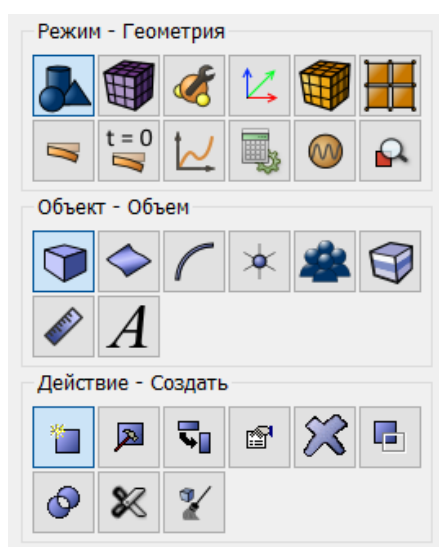 Режим - Геометрия
t = 0
Объект - Объем
A
Действие - Создать